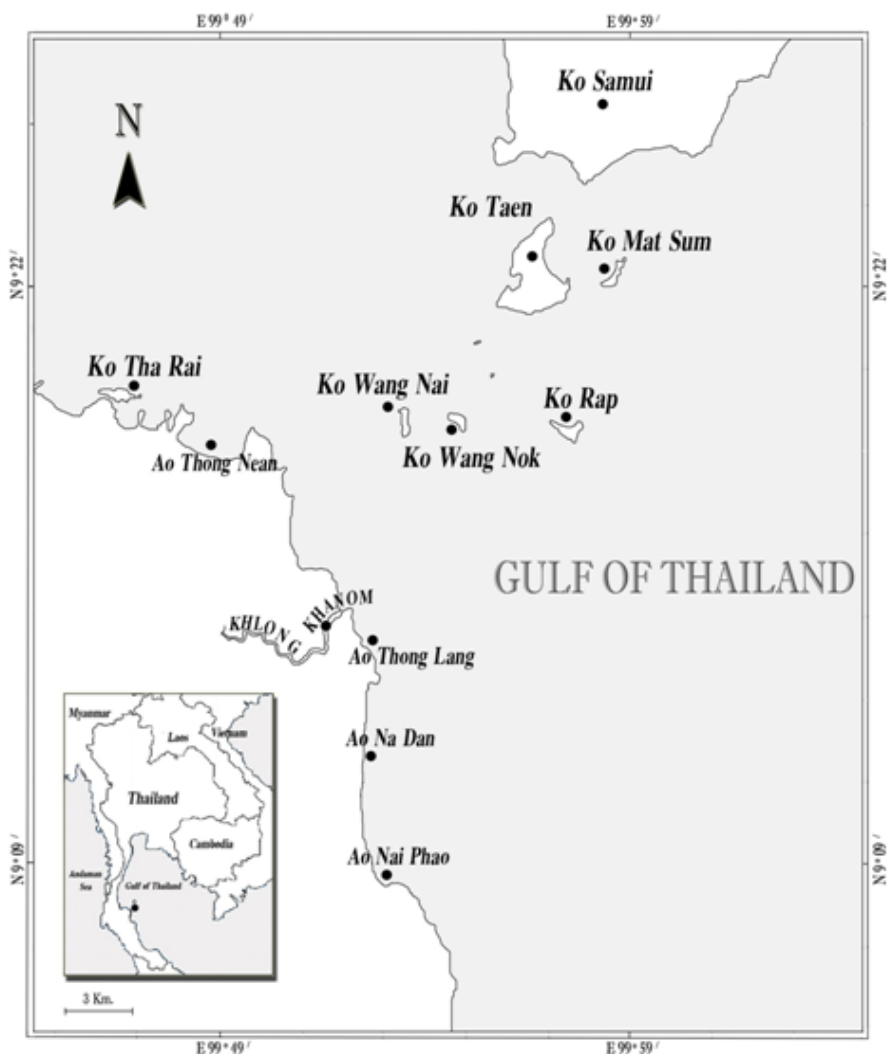 E 99° 49′ E 99° 59′
Ko Samui
N
Ko Taen
Ko Mat Sum
N 9° 22′ N 9° 22′
Ko Tha Rai
Ko Wang Nai
Ko Rap
Ao Thong Nean
Ko Wang Nok
GULF OF THAILAND
KHLONG KHANOM
Ao Thong Lang
Myanmar
Laos
Vietnam
Ao Na Dan
Thailand
Cambodia
Ao Nai Phao
N 9° 09′ N 9° 09′
Andaman
Sea
Gulf of Thailand
3 Km.
E 99° 49′ E 99° 59′